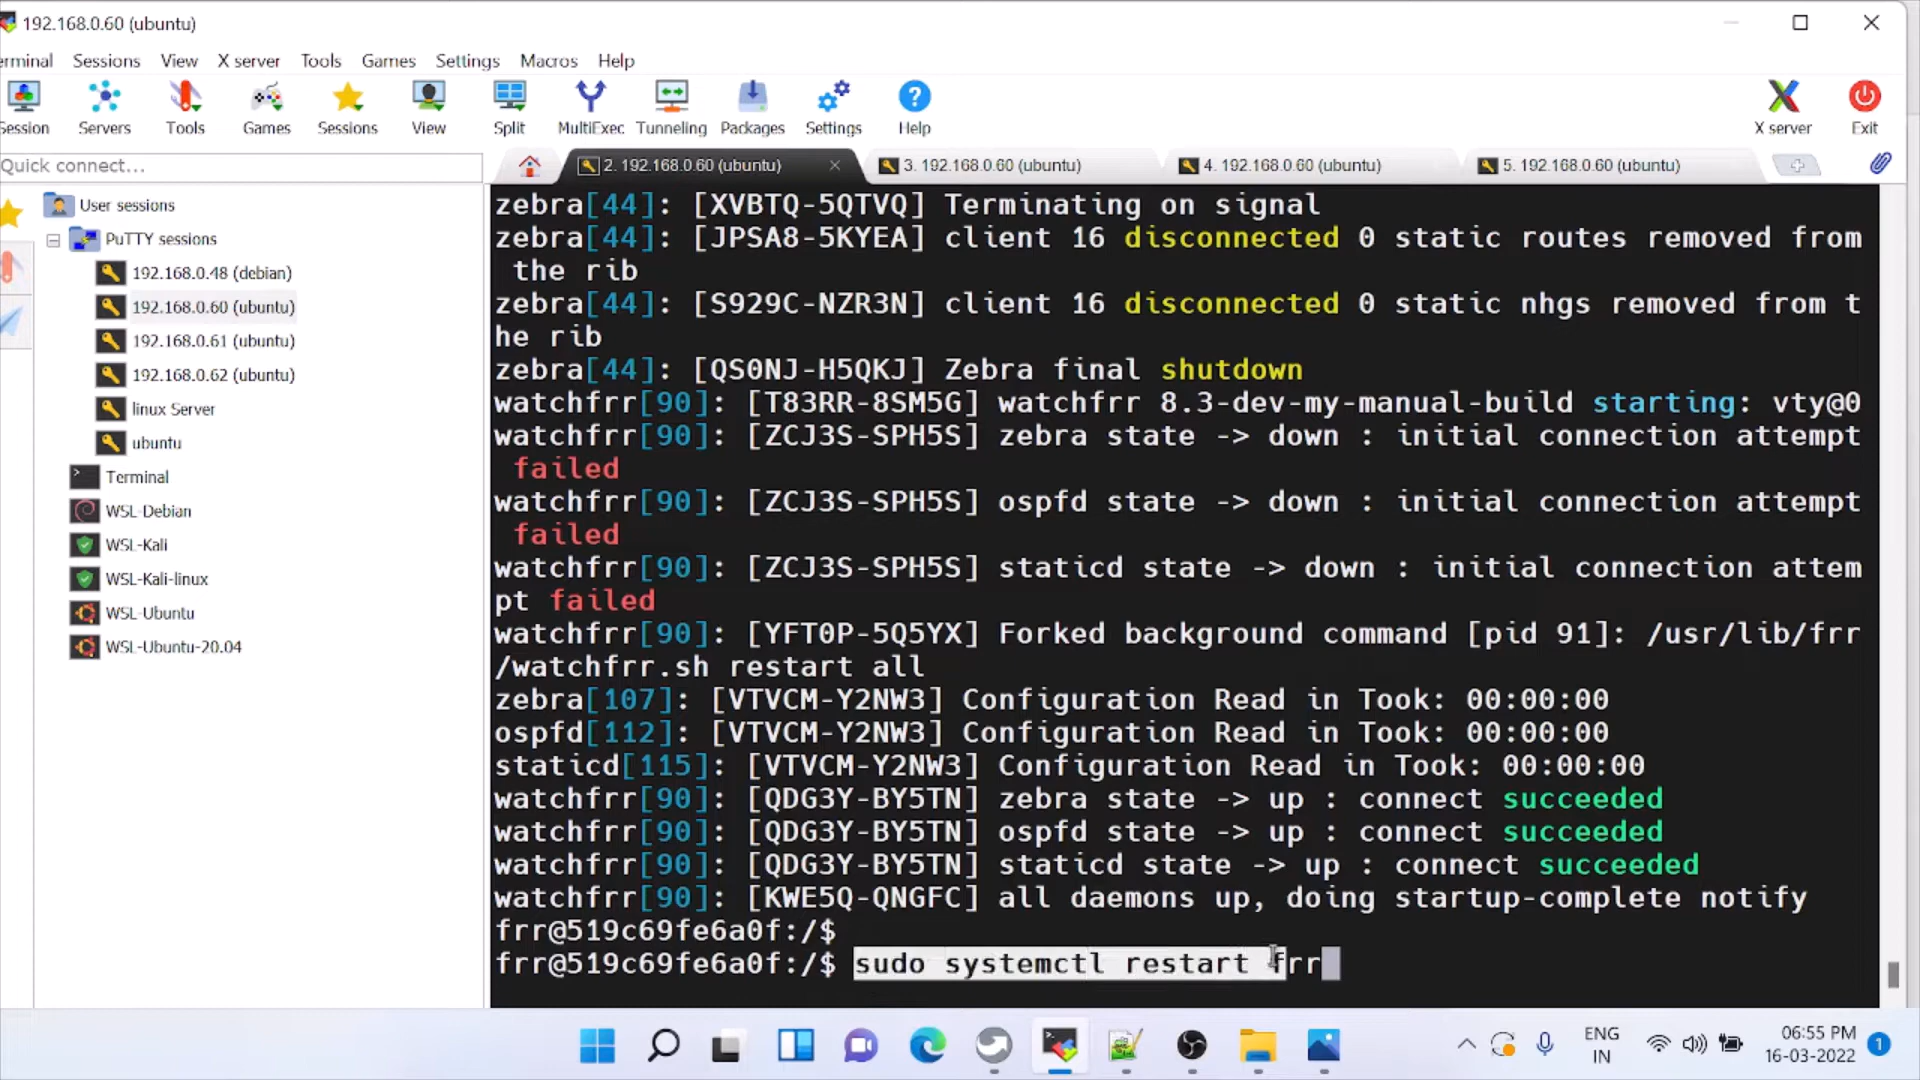 192.168.0.60 (ubuntu)
erminal Sessions View X server Tools Games Settings Macros Help
Session Servers Tools Games Sessions View Split MultiExec Tunneling Packages Settings Help X server Exit
Quick connect...
2. 192.168.0.60 (ubuntu) 3. 192.168.0.60 (ubuntu) 4. 192.168.0.60 (ubuntu) 5. 192.168.0.60 (ubuntu)
User sessions
PuTTY sessions
192.168.0.48 (debian)
192.168.0.60 (ubuntu)
192.168.0.61 (ubuntu)
192.168.0.62 (ubuntu)
linux Server
ubuntu
Terminal
WSL-Debian
WSL-Kali
WSL-Kali-linux
WSL-Ubuntu
WSL-Ubuntu-20.04
zebra[44]: [XVBTQ-5QTVQ] Terminating on signal
zebra[44]: [JPSA8-5KYEA] client 16 disconnected 0 static routes removed from
the rib
zebra[44]: [S929C-NZR3N] client 16 disconnected 0 static nhgs removed from t
he rib
zebra[44]: [QS0NJ-H5QKJ] Zebra final shutdown
watchfrr[90]: [T83RR-8SM5G] watchfrr 8.3-dev-my-manual-build starting: vty@0
watchfrr[90]: [ZCJ3S-SPH5S] zebra state -> down : initial connection attempt
failed
watchfrr[90]: [ZCJ3S-SPH5S] ospfd state -> down : initial connection attempt
failed
watchfrr[90]: [ZCJ3S-SPH5S] staticd state -> down : initial connection attem
pt failed
watchfrr[90]: [YFT0P-5Q5YX] Forked background command [pid 91]: /usr/lib/frr
/watchfrr.sh restart all
zebra[107]: [VTVCM-Y2NW3] Configuration Read in Took: 00:00:00
ospfd[112]: [VTVCM-Y2NW3] Configuration Read in Took: 00:00:00
staticd[115]: [VTVCM-Y2NW3] Configuration Read in Took: 00:00:00
watchfrr[90]: [QDG3Y-BY5TN] zebra state -> up : connect succeeded
watchfrr[90]: [QDG3Y-BY5TN] ospfd state -> up : connect succeeded
watchfrr[90]: [QDG3Y-BY5TN] staticd state -> up : connect succeeded
watchfrr[90]: [KWE5Q-QNGFC] all daemons up, doing startup-complete notify
frr@519c69fe6a0f:/$
frr@519c69fe6a0f:/$ sudo systemctl restart frr
ENG
IN
06:55 PM
16-03-2022
1